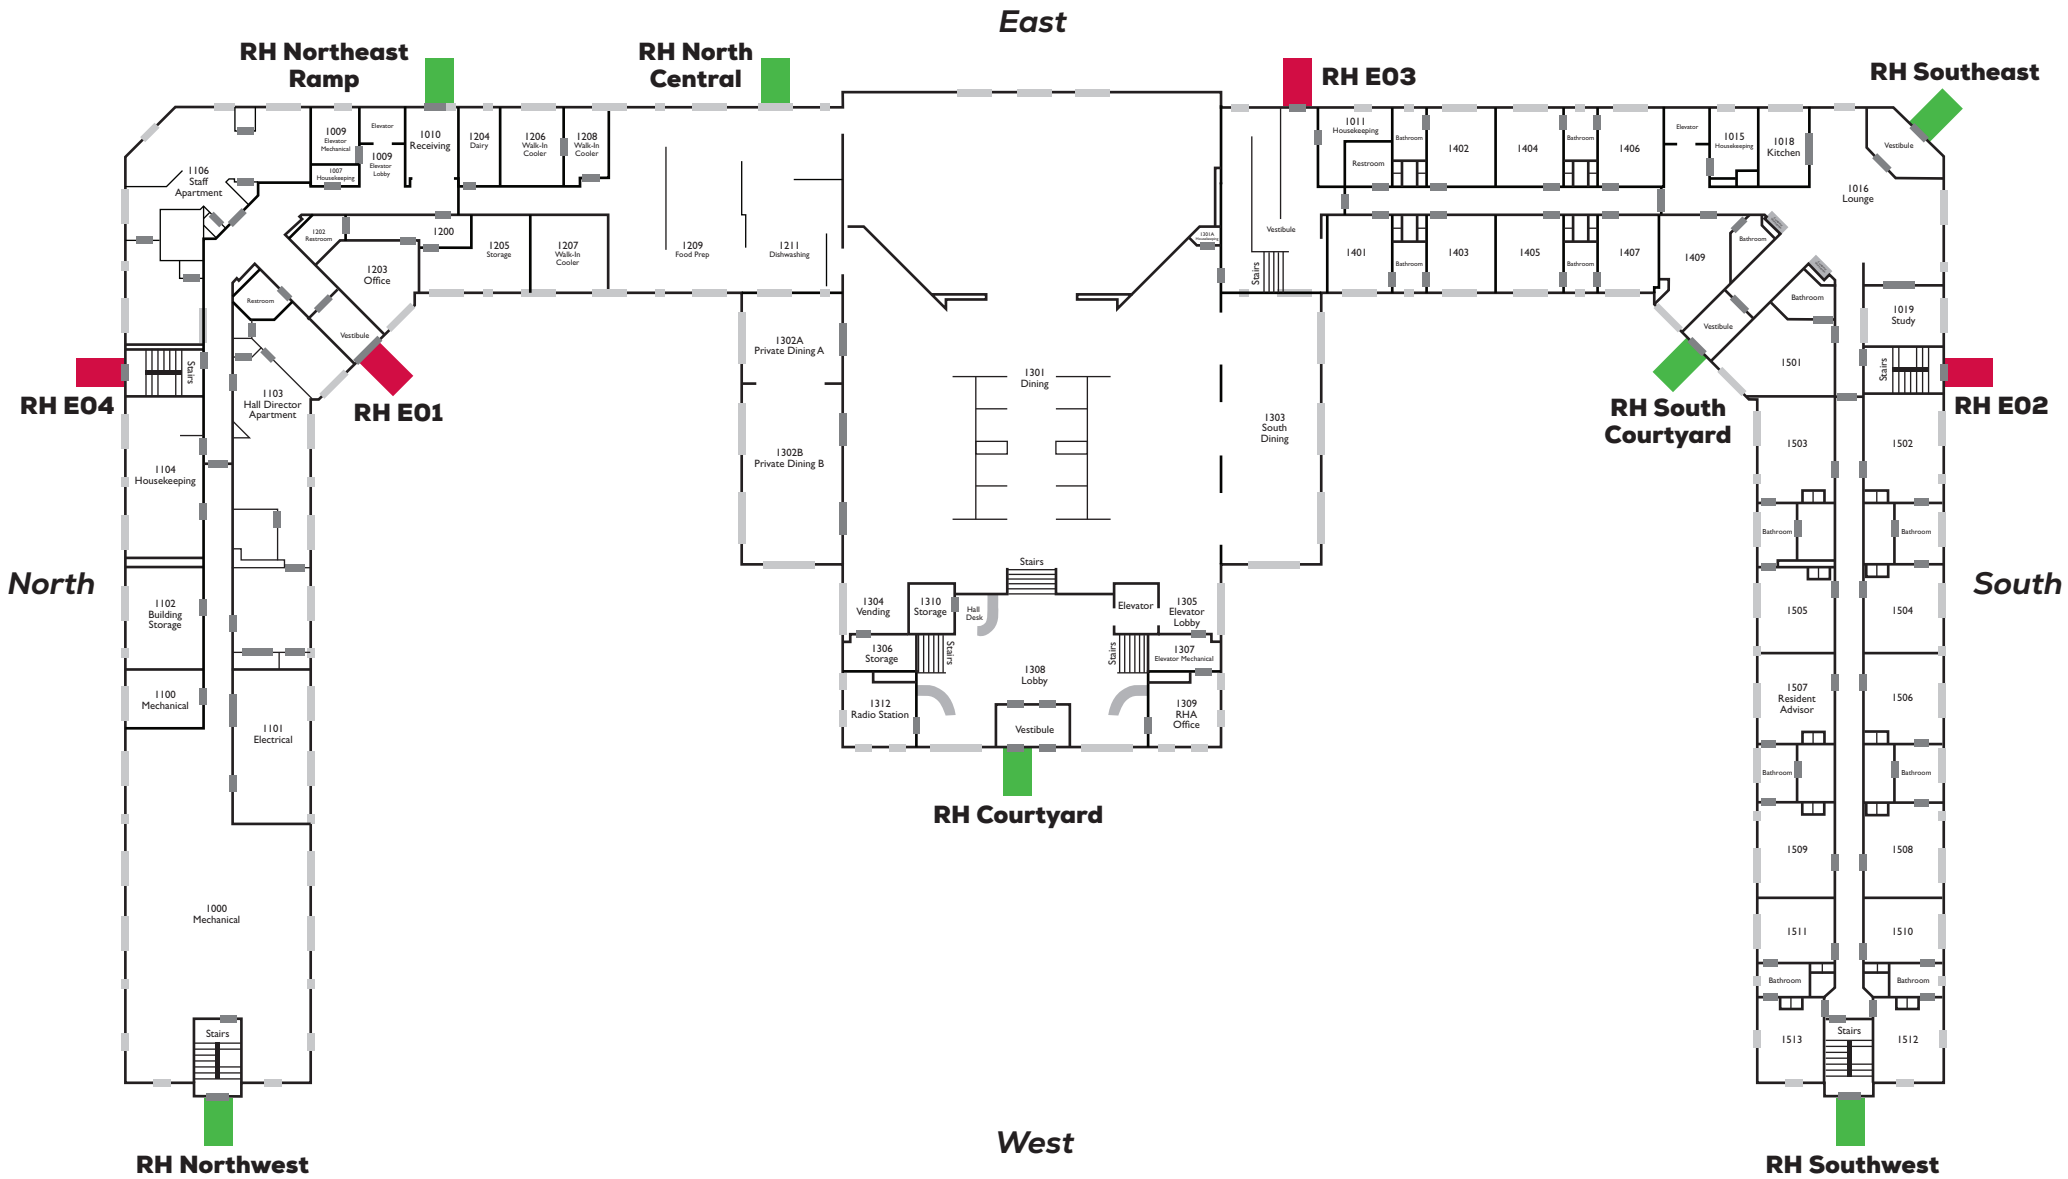 East
RH Northeast
Ramp
RH North
Central
RH E03
RH Southeast
1009
Elevator
Mechanical
Elevator
1009
Elevator
Lobby
1007
Housekeeping
1010
Receiving
1204
Dairy
1206
Walk-In
Cooler
1208
Walk-In
Cooler
1106
Staff
Apartment
1202
Restroom
1200
1203
Office
1205
Storage
1207
Walk-In
Cooler
1209
Food Prep
1211
Dishwashing
1301A
Vestibule
Stairs
1011
Housekeeping
Restroom
Bathroom
1402
1404
Bathroom
1406
Elevator
1015
Housekeeping
1018
Kitchen
Vestibule
1016
Lounge
1401
Bathroom
1403
1405
Bathroom
1407
1409
Bathroom
Bathroom
Vestibule
1019
Study
1501
Stairs
Restroom
Vestibule
Stairs
RH E04
RH E01
1103
Hall Director
Apartment
1302A
Private Dining A
1302B
Private Dining B
1301
Dining
1303
South
Dining
RH South
Courtyard
RH E02
1104
Housekeeping
1503
1502
Bathroom
Bathroom
North
South
1102
Building
Storage
1505
1504
Stairs
1304
Vending
1310
Storage
Hall
Desk
Elevator
1305
Elevator
Lobby
1306
Storage
Stairs
Stairs
1307
Elevator Mechanical
1308
Lobby
1312
Radio Station
Vestibule
1309
RHA
Office
1100
Mechanical
1101
Electrical
1507
Resident
Advisor
1506
Bathroom
Bathroom
RH Courtyard
1509
1508
1000
Mechanical
1511
1510
Bathroom
Bathroom
Stairs
1513
Stairs
1512
West
RH Northwest
RH Southwest